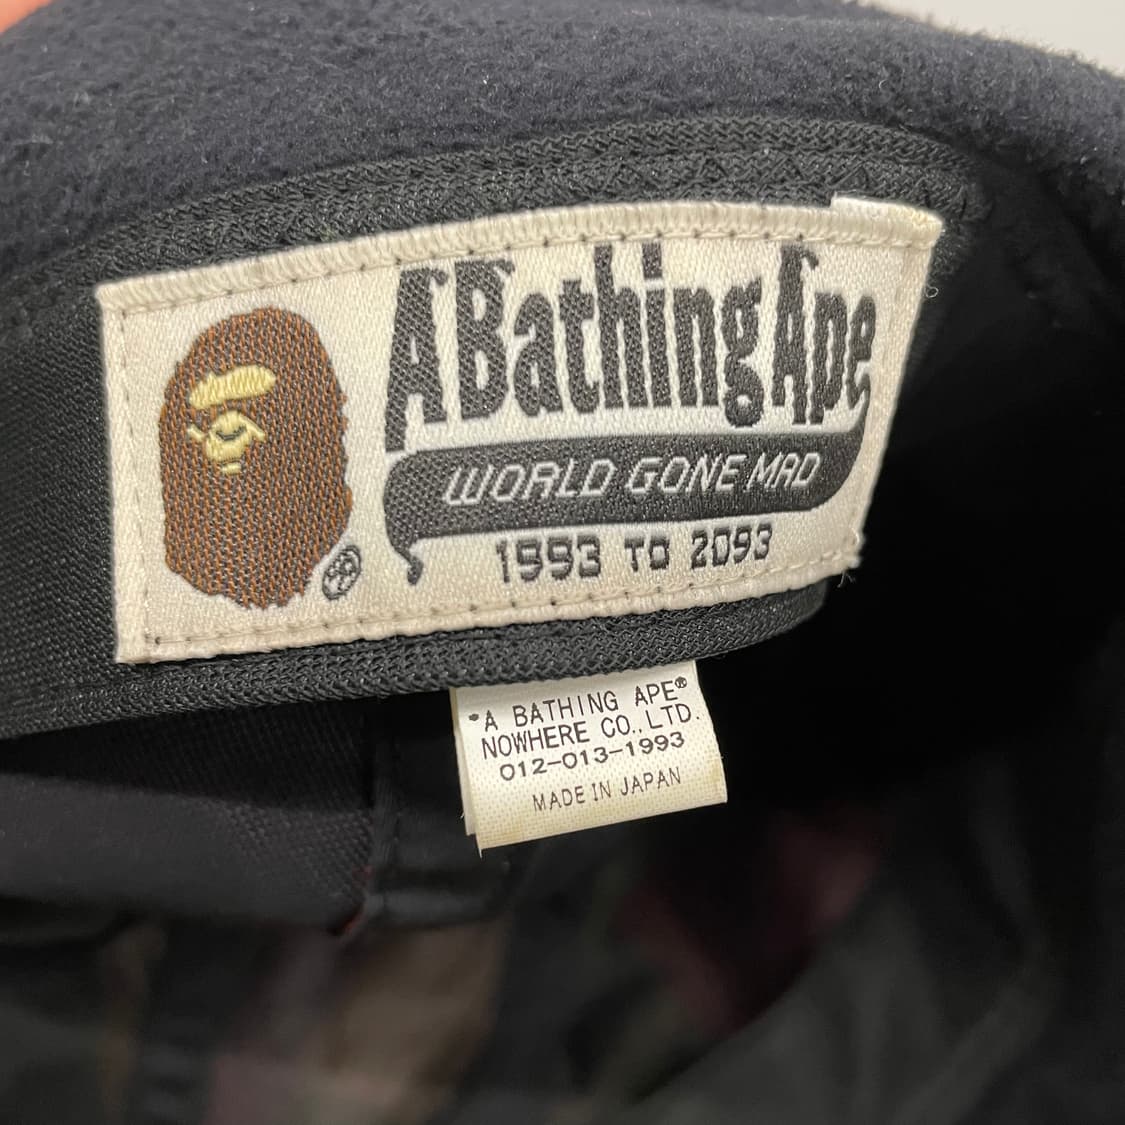 A Bathing Ape
WORLD GONE MAD
1993 TO 2093
"A BATHING APE®
NOWHERE CO., LTD.
012-013-1993
MADE IN JAPAN